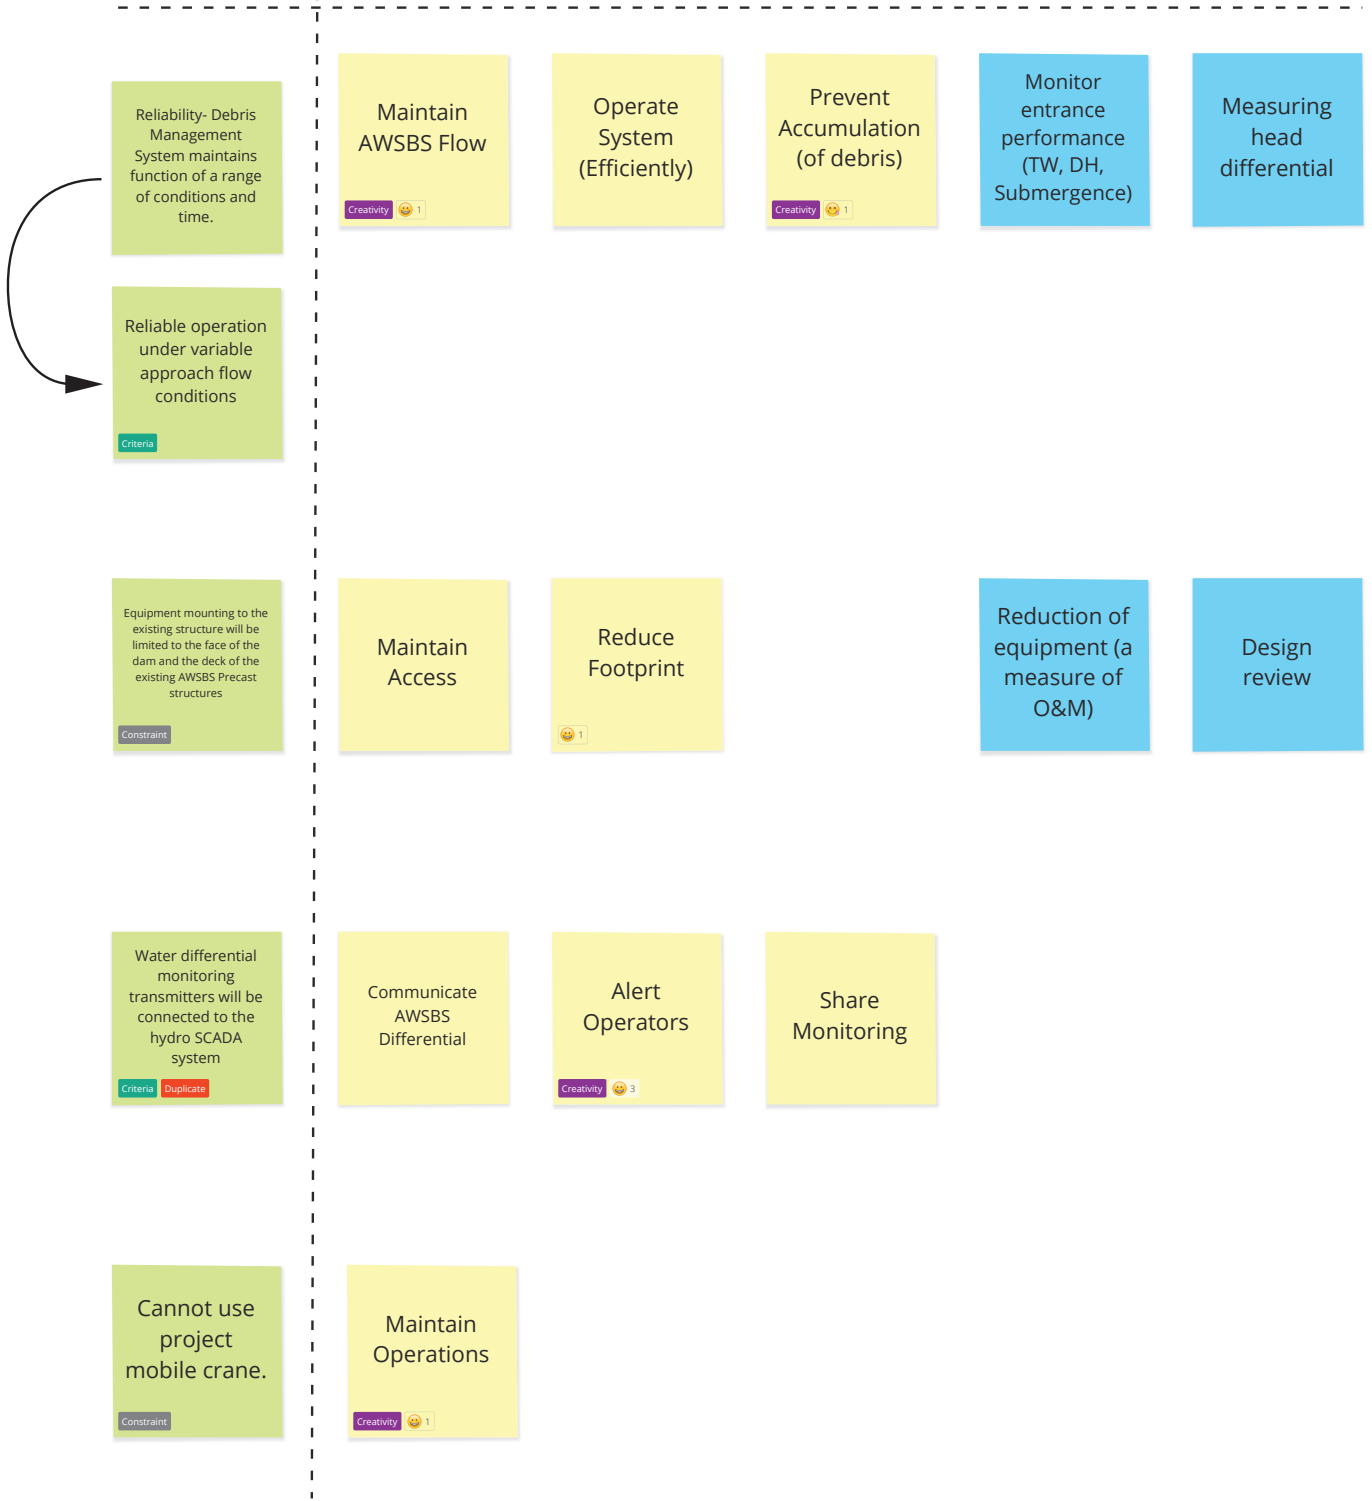 Reliability- Debris
Management
System maintains
function of a range
of conditions and
time.
Maintain
AWSBS Flow
Creativity
1
Operate
System
(Efficiently)
Prevent
Accumulation
(of debris)
Creativity
1
Monitor
entrance
performance
(TW, DH,
Submergence)
Measuring
head
differential
Reliable operation
under variable
approach flow
conditions
Criteria
Equipment mounting to the
existing structure will be
limited to the face of the
dam and the deck of the
existing AWSBS Precast
structures
Constraint
Maintain
Access
Reduce
Footprint
1
Reduction of
equipment (a
measure of
O&M)
Design
review
Water differential
monitoring
transmitters will be
connected to the
hydro SCADA
system
Criteria Duplicate
Communicate
AWSBS
Differential
Alert
Operators
Creativity
3
Share
Monitoring
Cannot use
project
mobile crane.
Constraint
Maintain
Operations
Creativity
1